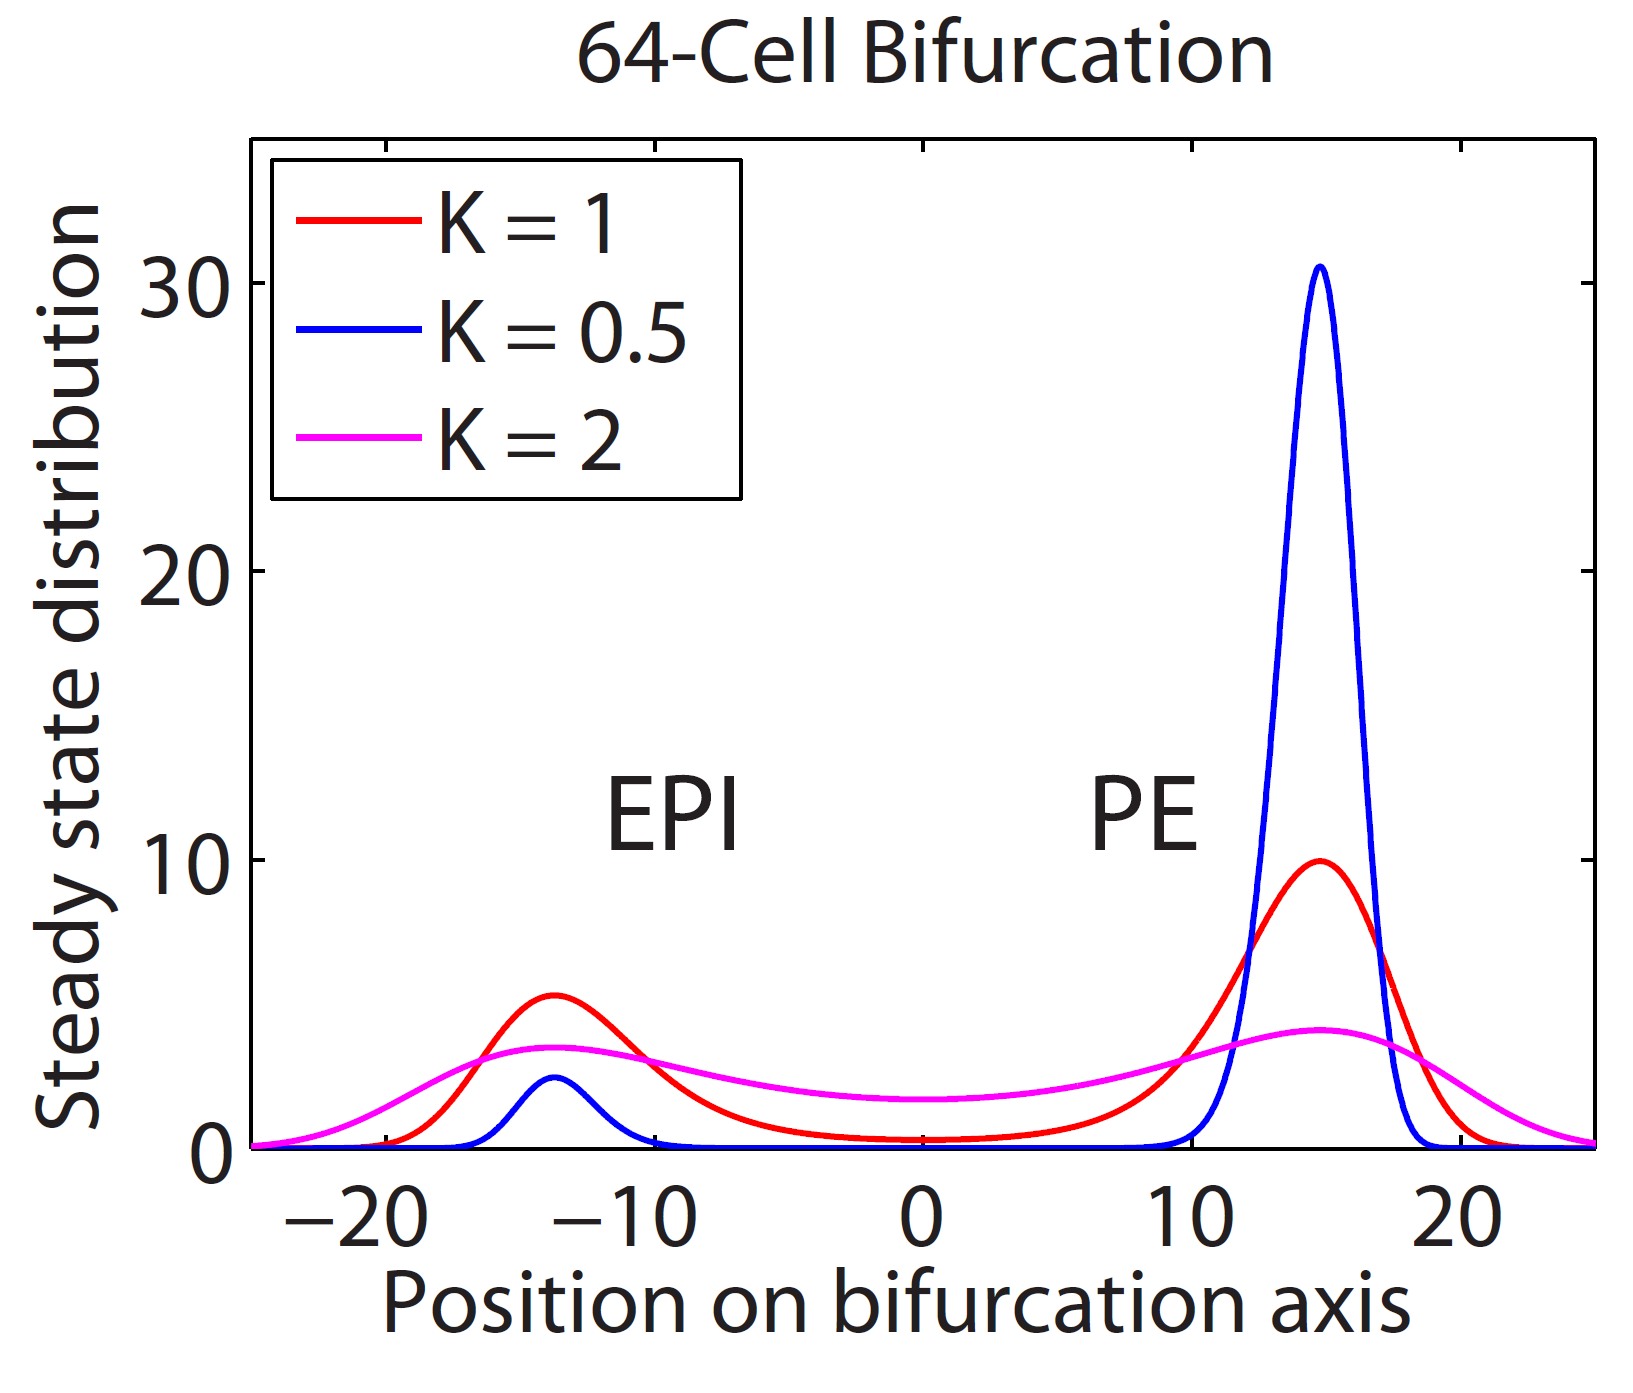 64-Cell Bifurcation
K = 1
K = 0.5
K = 2
Steady state distribution
30
20
10
0
EPI
PE
−20
−10
0
10
20
Position on bifurcation axis